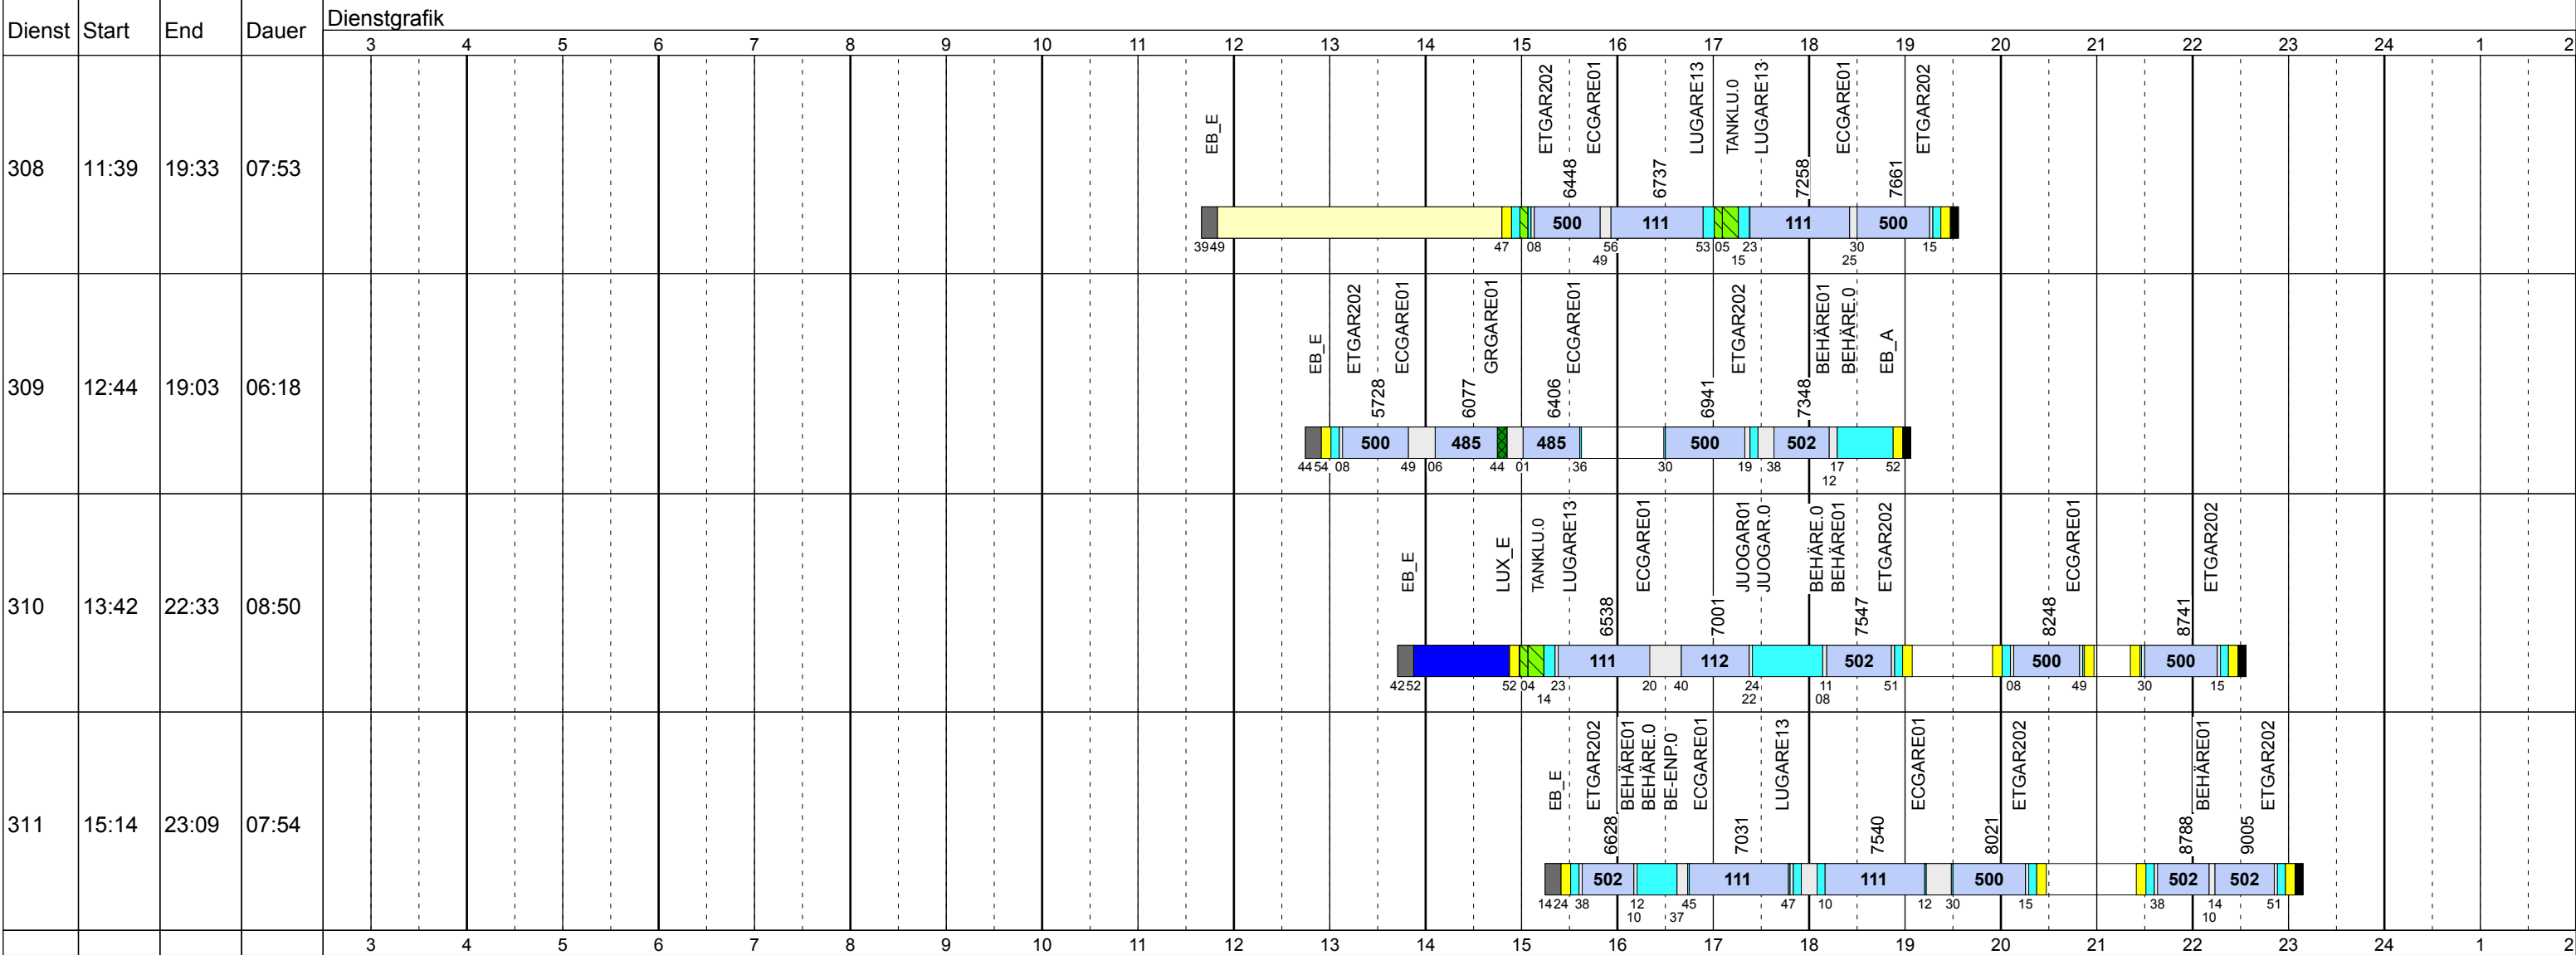 Dienst Start End Dauer Dienstgrafik
3 4 5 6 7 8 9 10 11 12 13 14 15 16 17 18 19 20 21 22 23 24 1 2
308 11:39 19:33 07:53
EB_E ETGAR202 ECGARE01 LUGARE13 TANKLU.0 LUGARE13 ECGARE01 ETGAR202
6448 6737 7258 7661
500 111 111 500
39 49 47 08 56 53 05 23 30 15
49 15 25
309 12:44 19:03 06:18
EB_E ETGAR202 ECGARE01 GRGARE01 ECGARE01 ETGAR202 BEHÄRE01 BEHÄRE.0 EB_A
5728 6077 6406 6941 7348
500 485 485 500 502
44 54 08 49 06 44 01 36 30 19 38 17 52
12
310 13:42 22:33 08:50
EB_E LUX_E TANKLU.0 LUGARE13 ECGARE01 JUOGAR01 JUOGAR.0 BEHÄRE.0 BEHÄRE01 ETGAR202 ECGARE01 ETGAR202
6538 7001 7547 8248 8741
111 112 502 500 500
42 52 52 04 23 20 40 24 11 51 08 49 30 15
14 22 08
311 15:14 23:09 07:54
EB_E ETGAR202 BEHÄRE01 BEHÄRE.0 BE-ENP.0 ECGARE01 LUGARE13 ECGARE01 ETGAR202 BEHÄRE01 ETGAR202
6628 7031 7540 8021 8788 9005
502 111 111 500 502 502
14 24 38 12 45 47 10 12 30 15 38 14 51
10 37 10
3 4 5 6 7 8 9 10 11 12 13 14 15 16 17 18 19 20 21 22 23 24 1 2